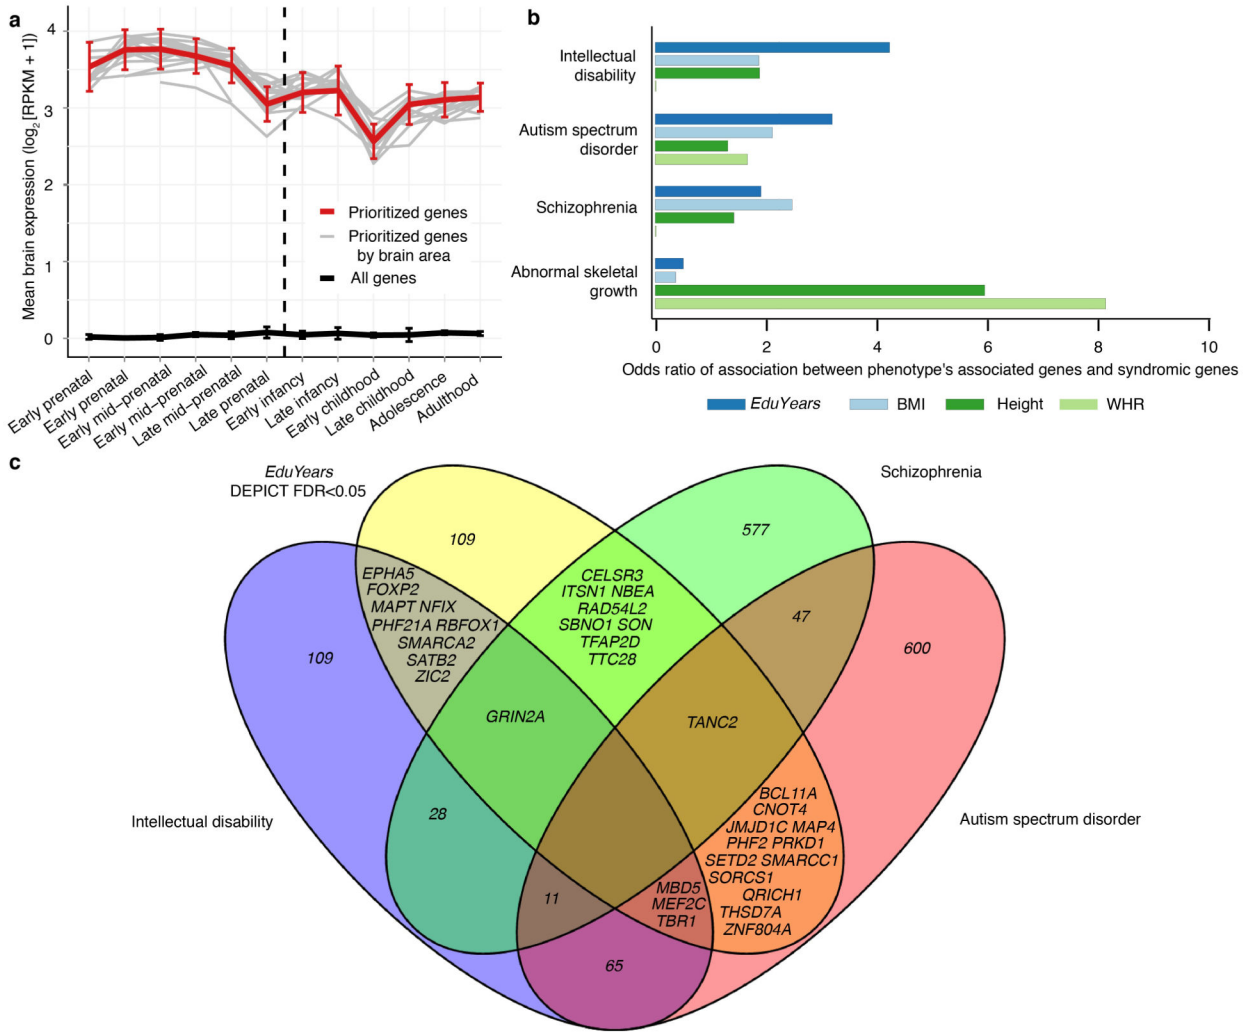 a
Mean brain expression (log2 [RPKM + 1])
4
3
2
1
0
Prioritized genes
Prioritized genes
by brain area
All genes
Early prenatal
Early prenatal
Early mid–prenatal
Early mid–prenatal
Late mid–prenatal
Late prenatal
Early infancy
Late infancy
Early childhood
Late childhood
Adolescence
Adulthood
b
Intellectual
disability
Autism spectrum
disorder
Schizophrenia
Abnormal skeletal
growth
0 2 4 6 8 10
Odds ratio of association between phenotype's associated genes and syndromic genes
EduYears BMI Height WHR
c
EduYears
DEPICT FDR<0.05
Schizophrenia
Intellectual disability
Autism spectrum disorder
109
577
109
600
EPHA5
FOXP2
MAPT NFIX
PHF21A RBFOX1
SMARCA2
SATB2
ZIC2
CELSR3
ITSN1 NBEA
RAD54L2
SBNO1 SON
TFAP2D
TTC28
47
GRIN2A
TANC2
28
BCL11A
CNOT4
JMJD1C MAP4
PHF2 PRKD1
SETD2 SMARCC1
SORCS1
QRICH1
THSD7A
ZNF804A
11
MBD5
MEF2C
TBR1
65